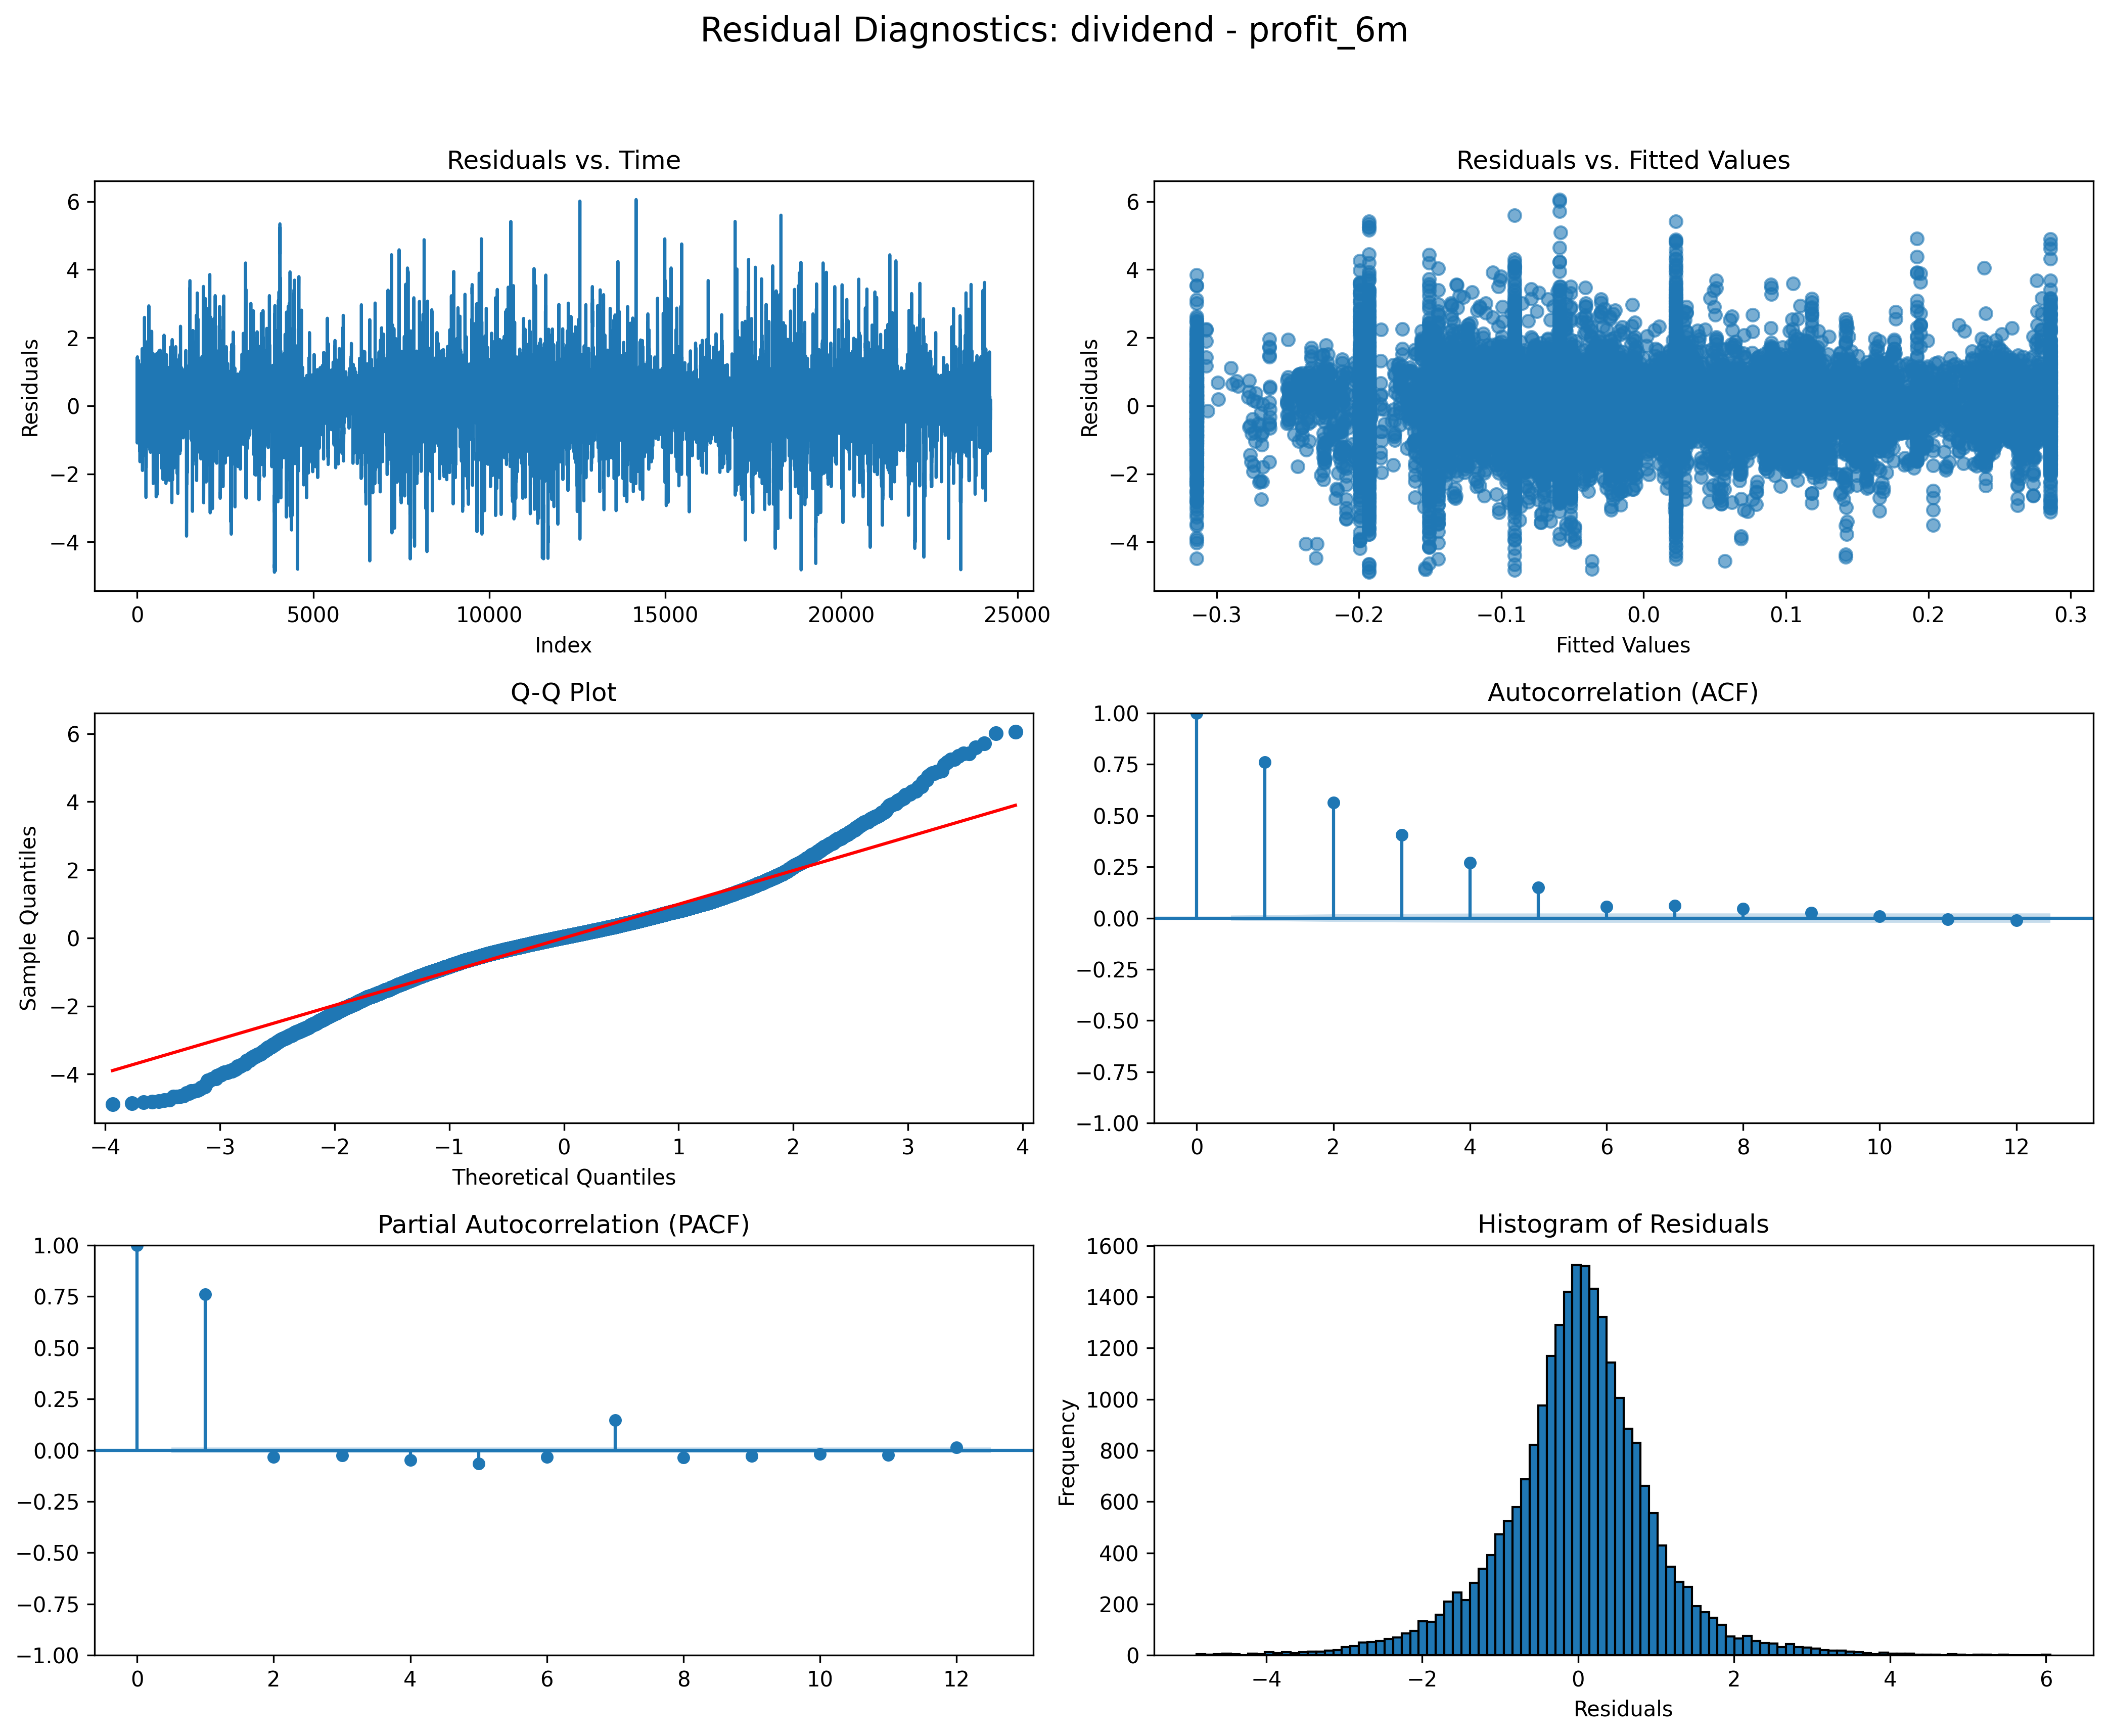 Residual Diagnostics: dividend - profit_6m
Residuals vs. Time
6
4
2
0
−2
−4
Residuals
0 5000 10000 15000 20000 25000
Index
Residuals vs. Fitted Values
6
4
2
0
−2
−4
Residuals
−0.3 −0.2 −0.1 0.0 0.1 0.2 0.3
Fitted Values
Q-Q Plot
6
4
2
0
−2
−4
Sample Quantiles
−4 −3 −2 −1 0 1 2 3 4
Theoretical Quantiles
Autocorrelation (ACF)
1.00
0.75
0.50
0.25
0.00
−0.25
−0.50
−0.75
−1.00
0 2 4 6 8 10 12
Partial Autocorrelation (PACF)
1.00
0.75
0.50
0.25
0.00
−0.25
−0.50
−0.75
−1.00
0 2 4 6 8 10 12
Histogram of Residuals
1600
1400
1200
1000
800
600
400
200
0
Frequency
−4 −2 0 2 4 6
Residuals